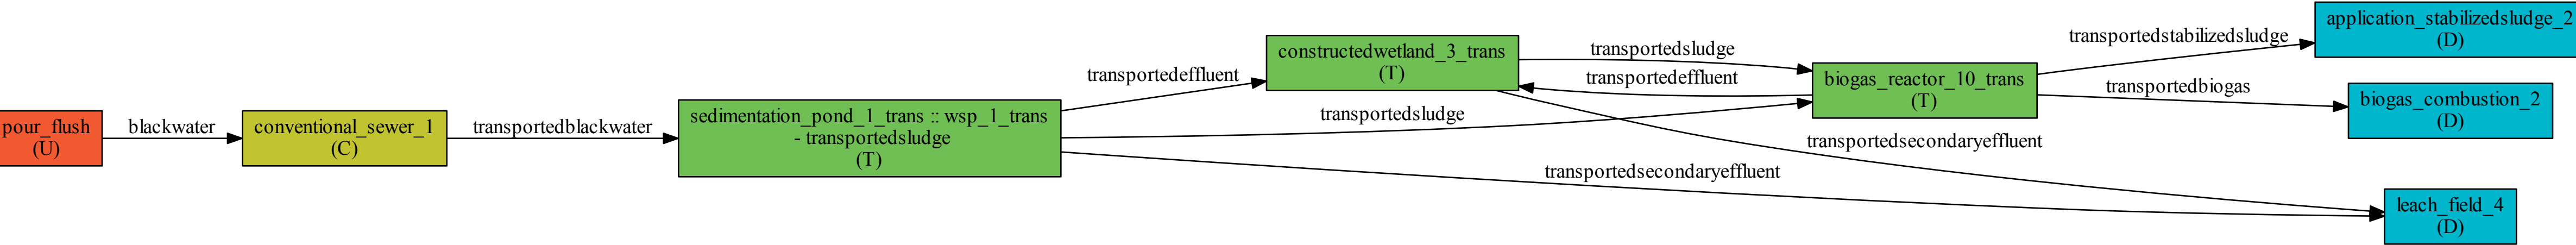 pour_flush
(U)
blackwater
conventional_sewer_1
(C)
transportedblackwater
sedimentation_pond_1_trans :: wsp_1_trans
- transportedsludge
(T)
transportedeffluent
transportedsludge
transportedsecondaryeffluent
constructedwetland_3_trans
(T)
transportedsludge
transportedeffluent
transportedsecondaryeffluent
biogas_reactor_10_trans
(T)
transportedstabilizedsludge
transportedbiogas
application_stabilizedsludge_2
(D)
biogas_combustion_2
(D)
leach_field_4
(D)